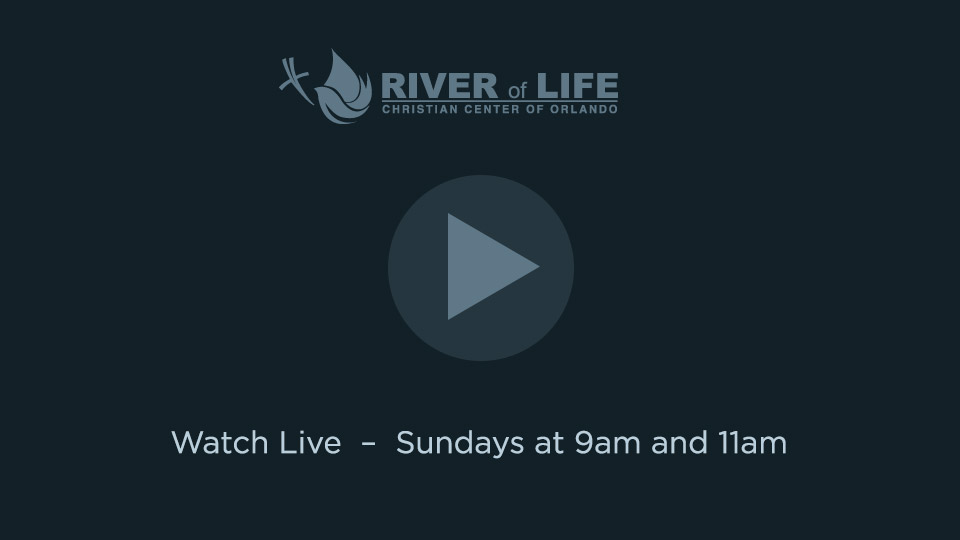 RIVER of LIFE
CHRISTIAN CENTER OF ORLANDO
Watch Live – Sundays at 9am and 11am